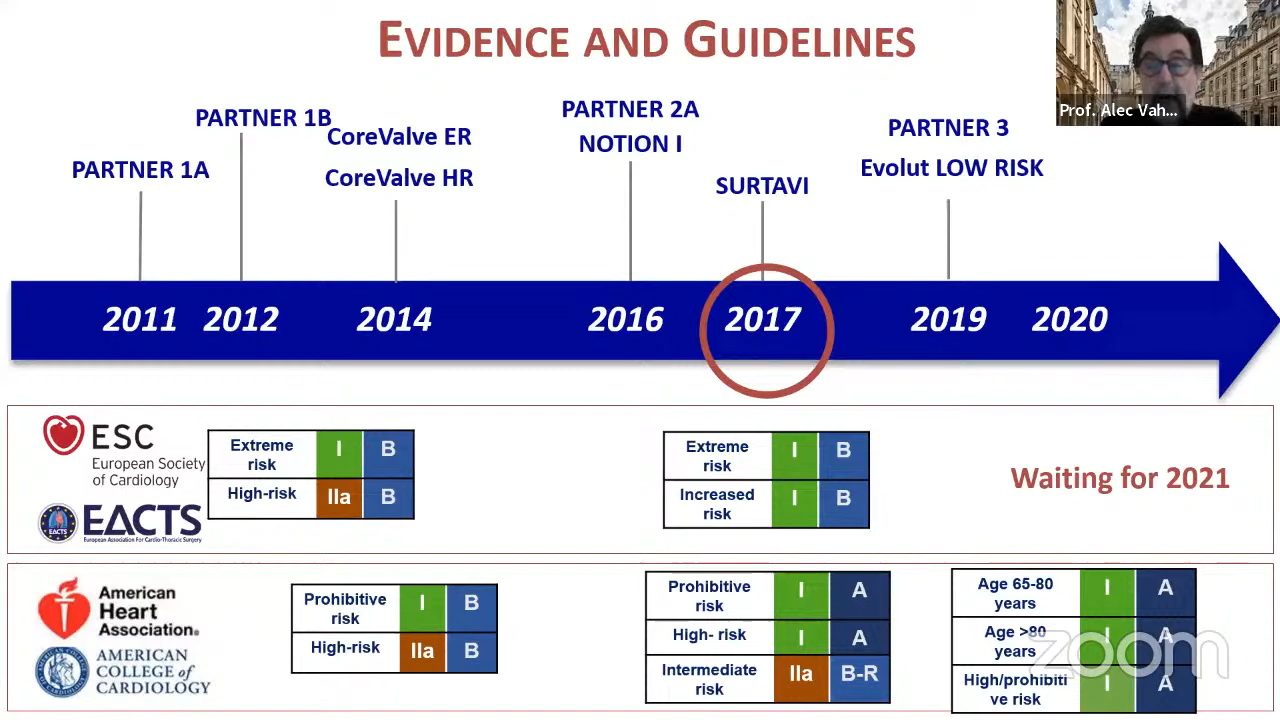 EVIDENCE AND GUIDELINES
Prof. Alec Vah...
PARTNER 1A
PARTNER 1B
CoreValve ER
CoreValve HR
PARTNER 2A
NOTION I
SURTAVI
PARTNER 3
Evolut LOW RISK
2011 2012 2014 2016 2017 2019 2020
ESC
European Society
of Cardiology
EACTS
EACTS
European Association For Cardio-Thoracic Surgery
Extreme
risk
I B
High-risk IIa B
Extreme
risk
I B
Increased
risk
I B
Waiting for 2021
American
Heart
Association®
AMERICAN
COLLEGE of
CARDIOLOGY
Prohibitive
risk
I B
High-risk IIa B
Prohibitive
risk
I A
High- risk I A
Intermediate
risk
IIa B-R
Age 65-80
years
I A
Age >80
years
I A
High/prohibiti
ve risk
I A
zoom